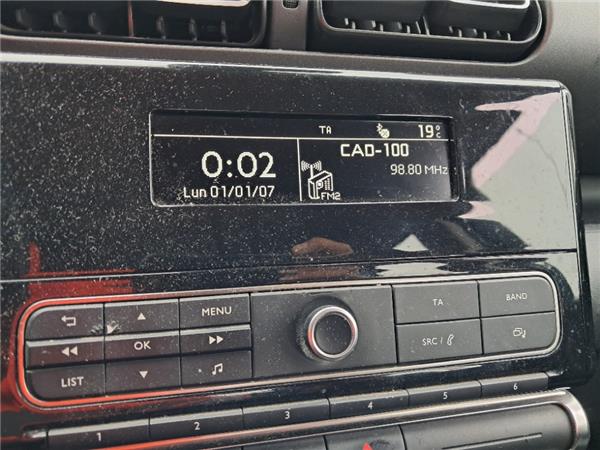 TA 19°C
0:02
Lun 01/01/07
CAD-100
98.80 MHz
FM2
MENU
OK
LIST
TA
BAND
SRC /
1 2 3 4 5 6